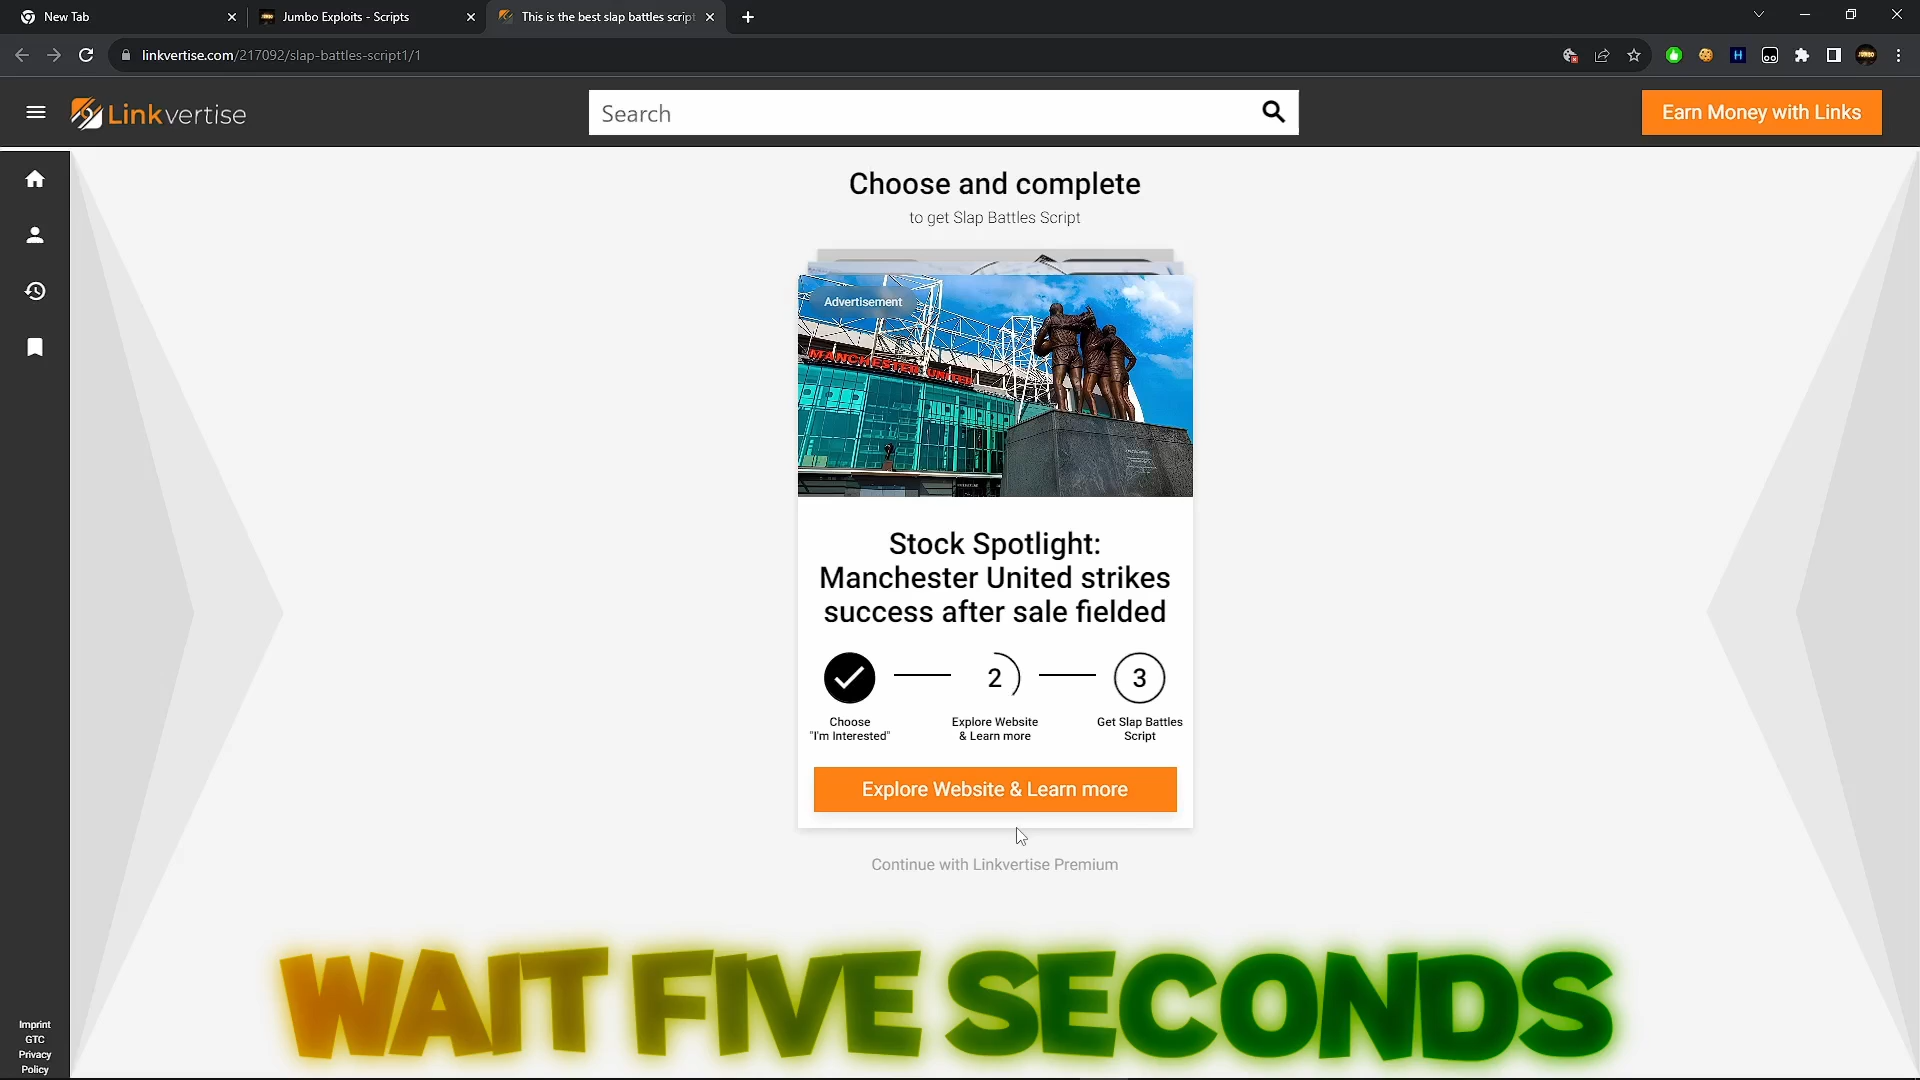 New Tab
Jumbo Exploits - Scripts
This is the best slap battles script
linkvertise.com/217092/slap-battles-script1/1
Linkvertise
Search
Earn Money with Links
Choose and complete
to get Slap Battles Script
Advertisement
MANCHESTER UNITED
Stock Spotlight:
Manchester United strikes
success after sale fielded
2
3
Choose
"I'm Interested"
Explore Website
& Learn more
Get Slap Battles
Script
Explore Website & Learn more
Continue with Linkvertise Premium
WAIT FIVE SECONDS
Imprint
GTC
Privacy
Policy